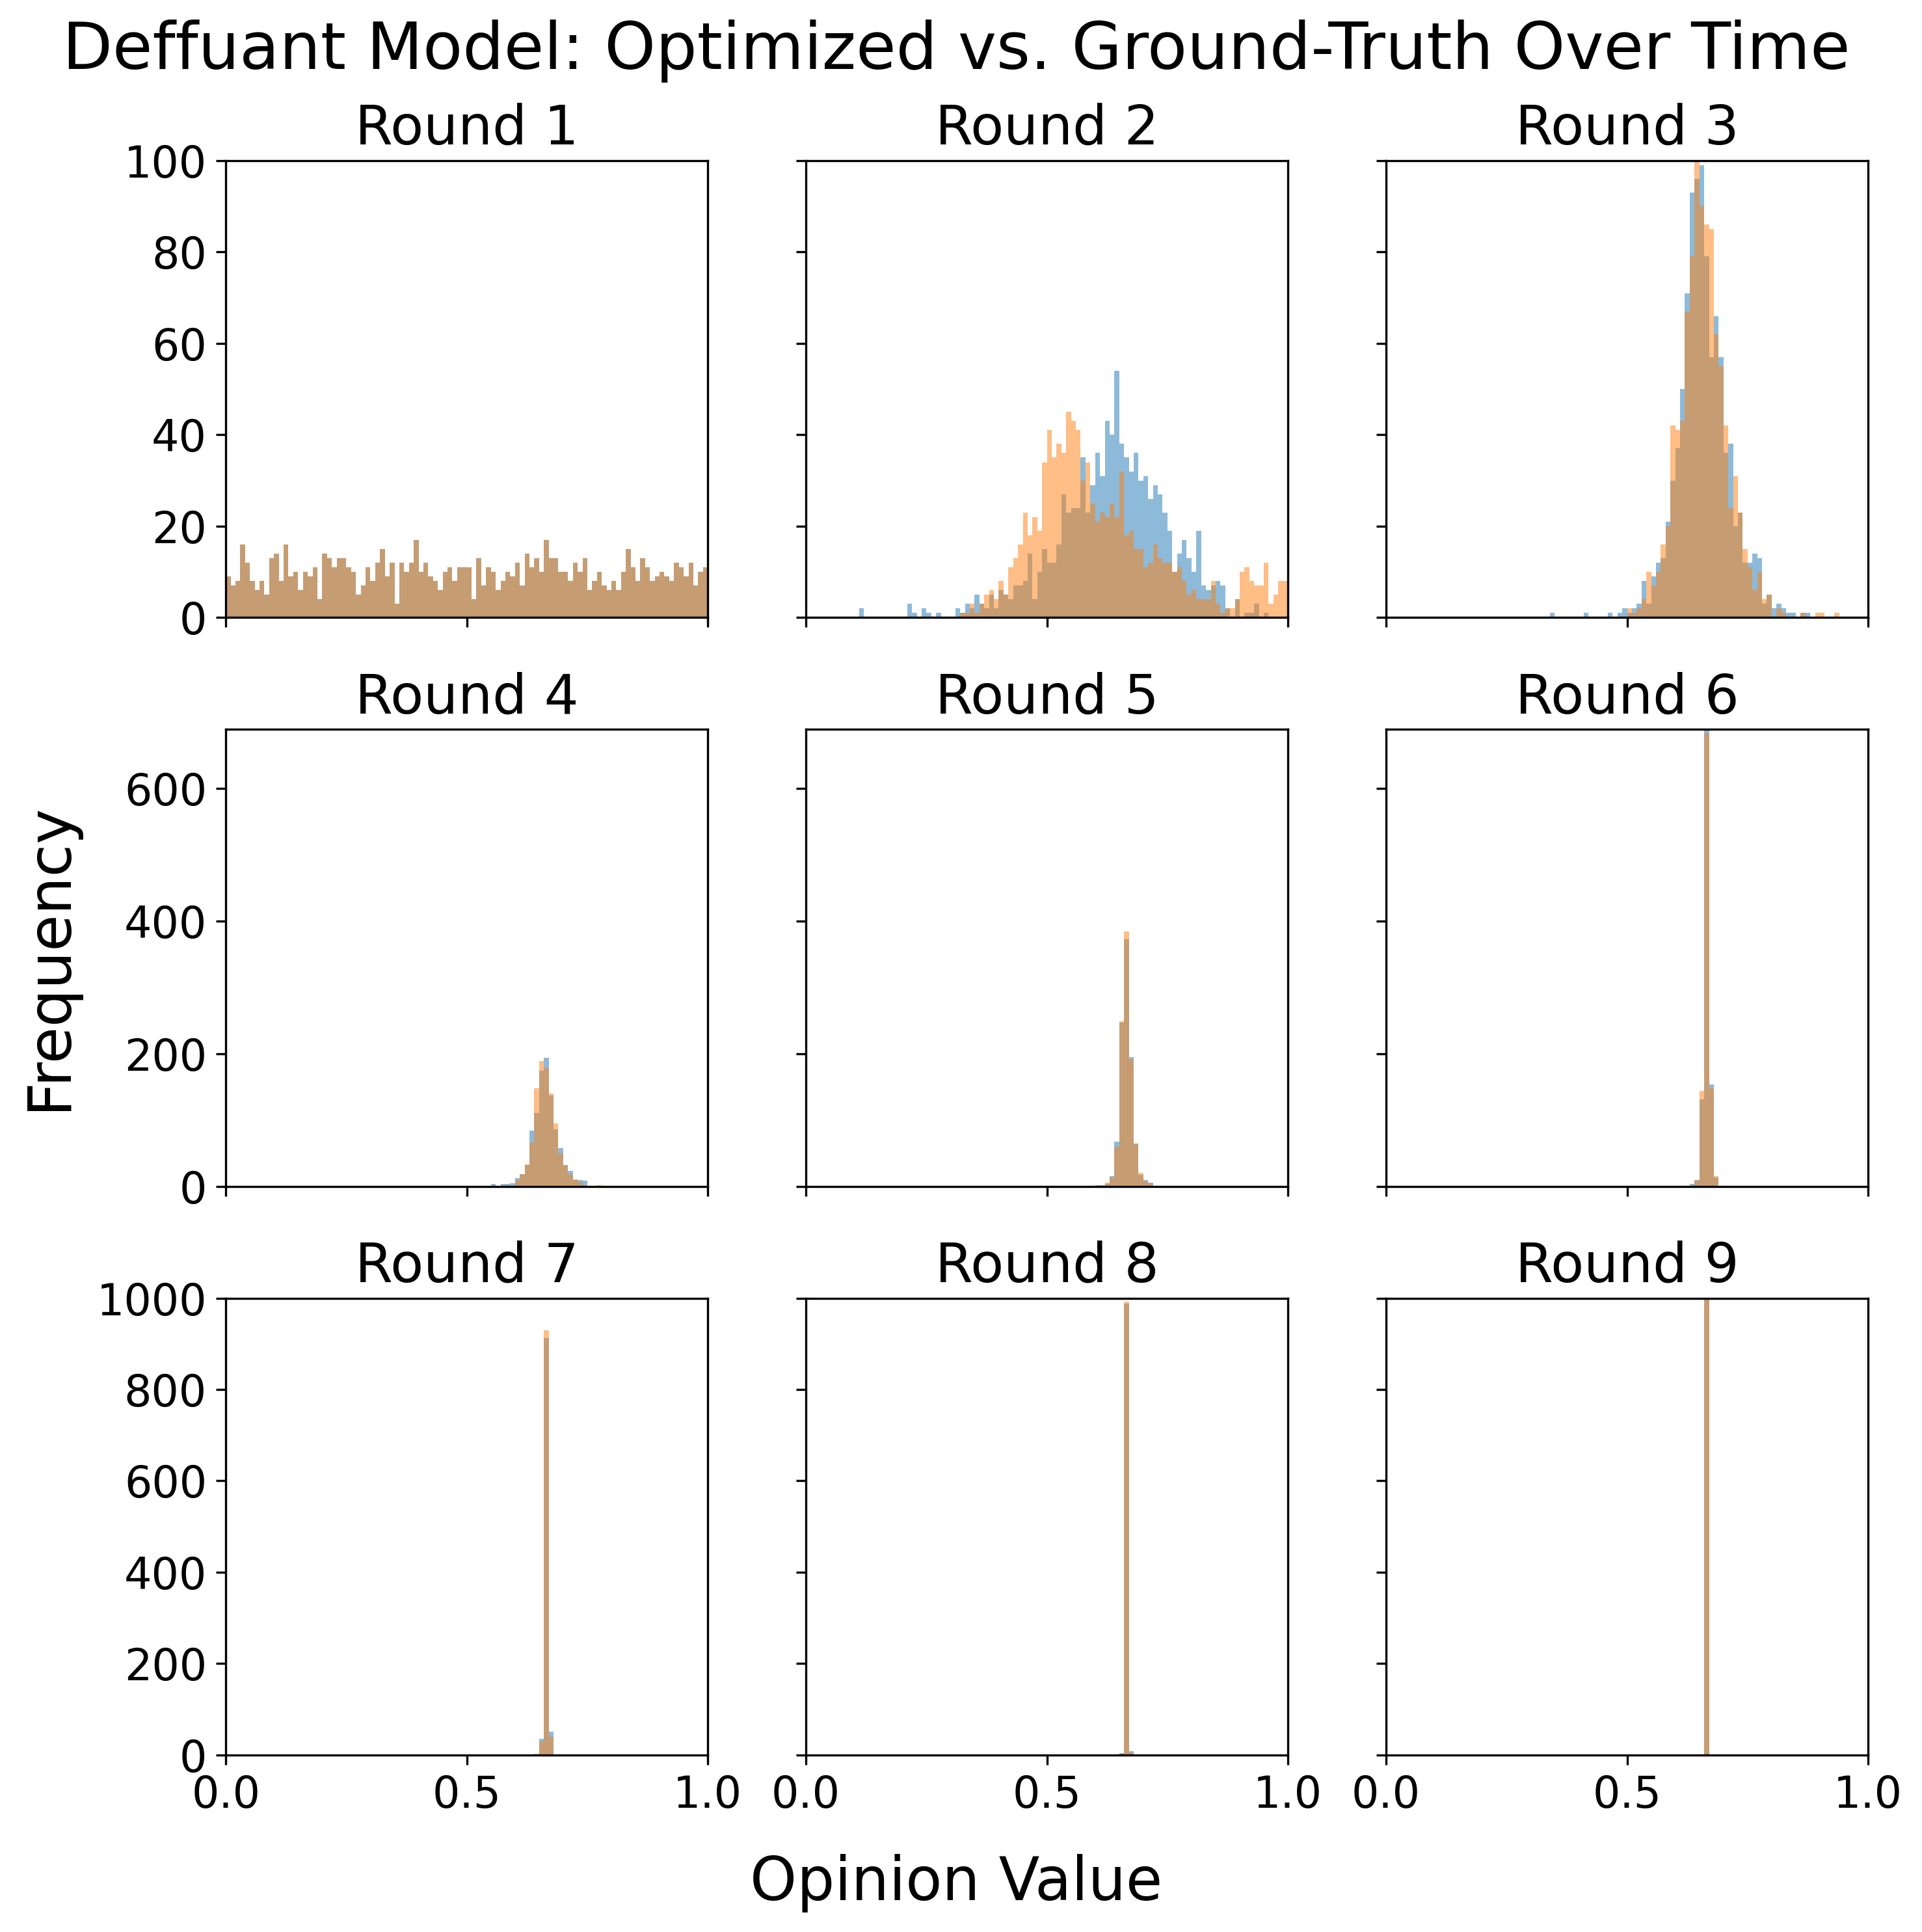 Deffuant Model: Optimized vs. Ground-Truth Over Time
Round 1
Round 2
Round 3
100
80
60
40
20
0
Round 4
Round 5
Round 6
600
400
200
0
Frequency
Round 7
Round 8
Round 9
1000
800
600
400
200
0
0.0 0.5 1.0 0.0 0.5 1.0 0.0 0.5 1.0
Opinion Value